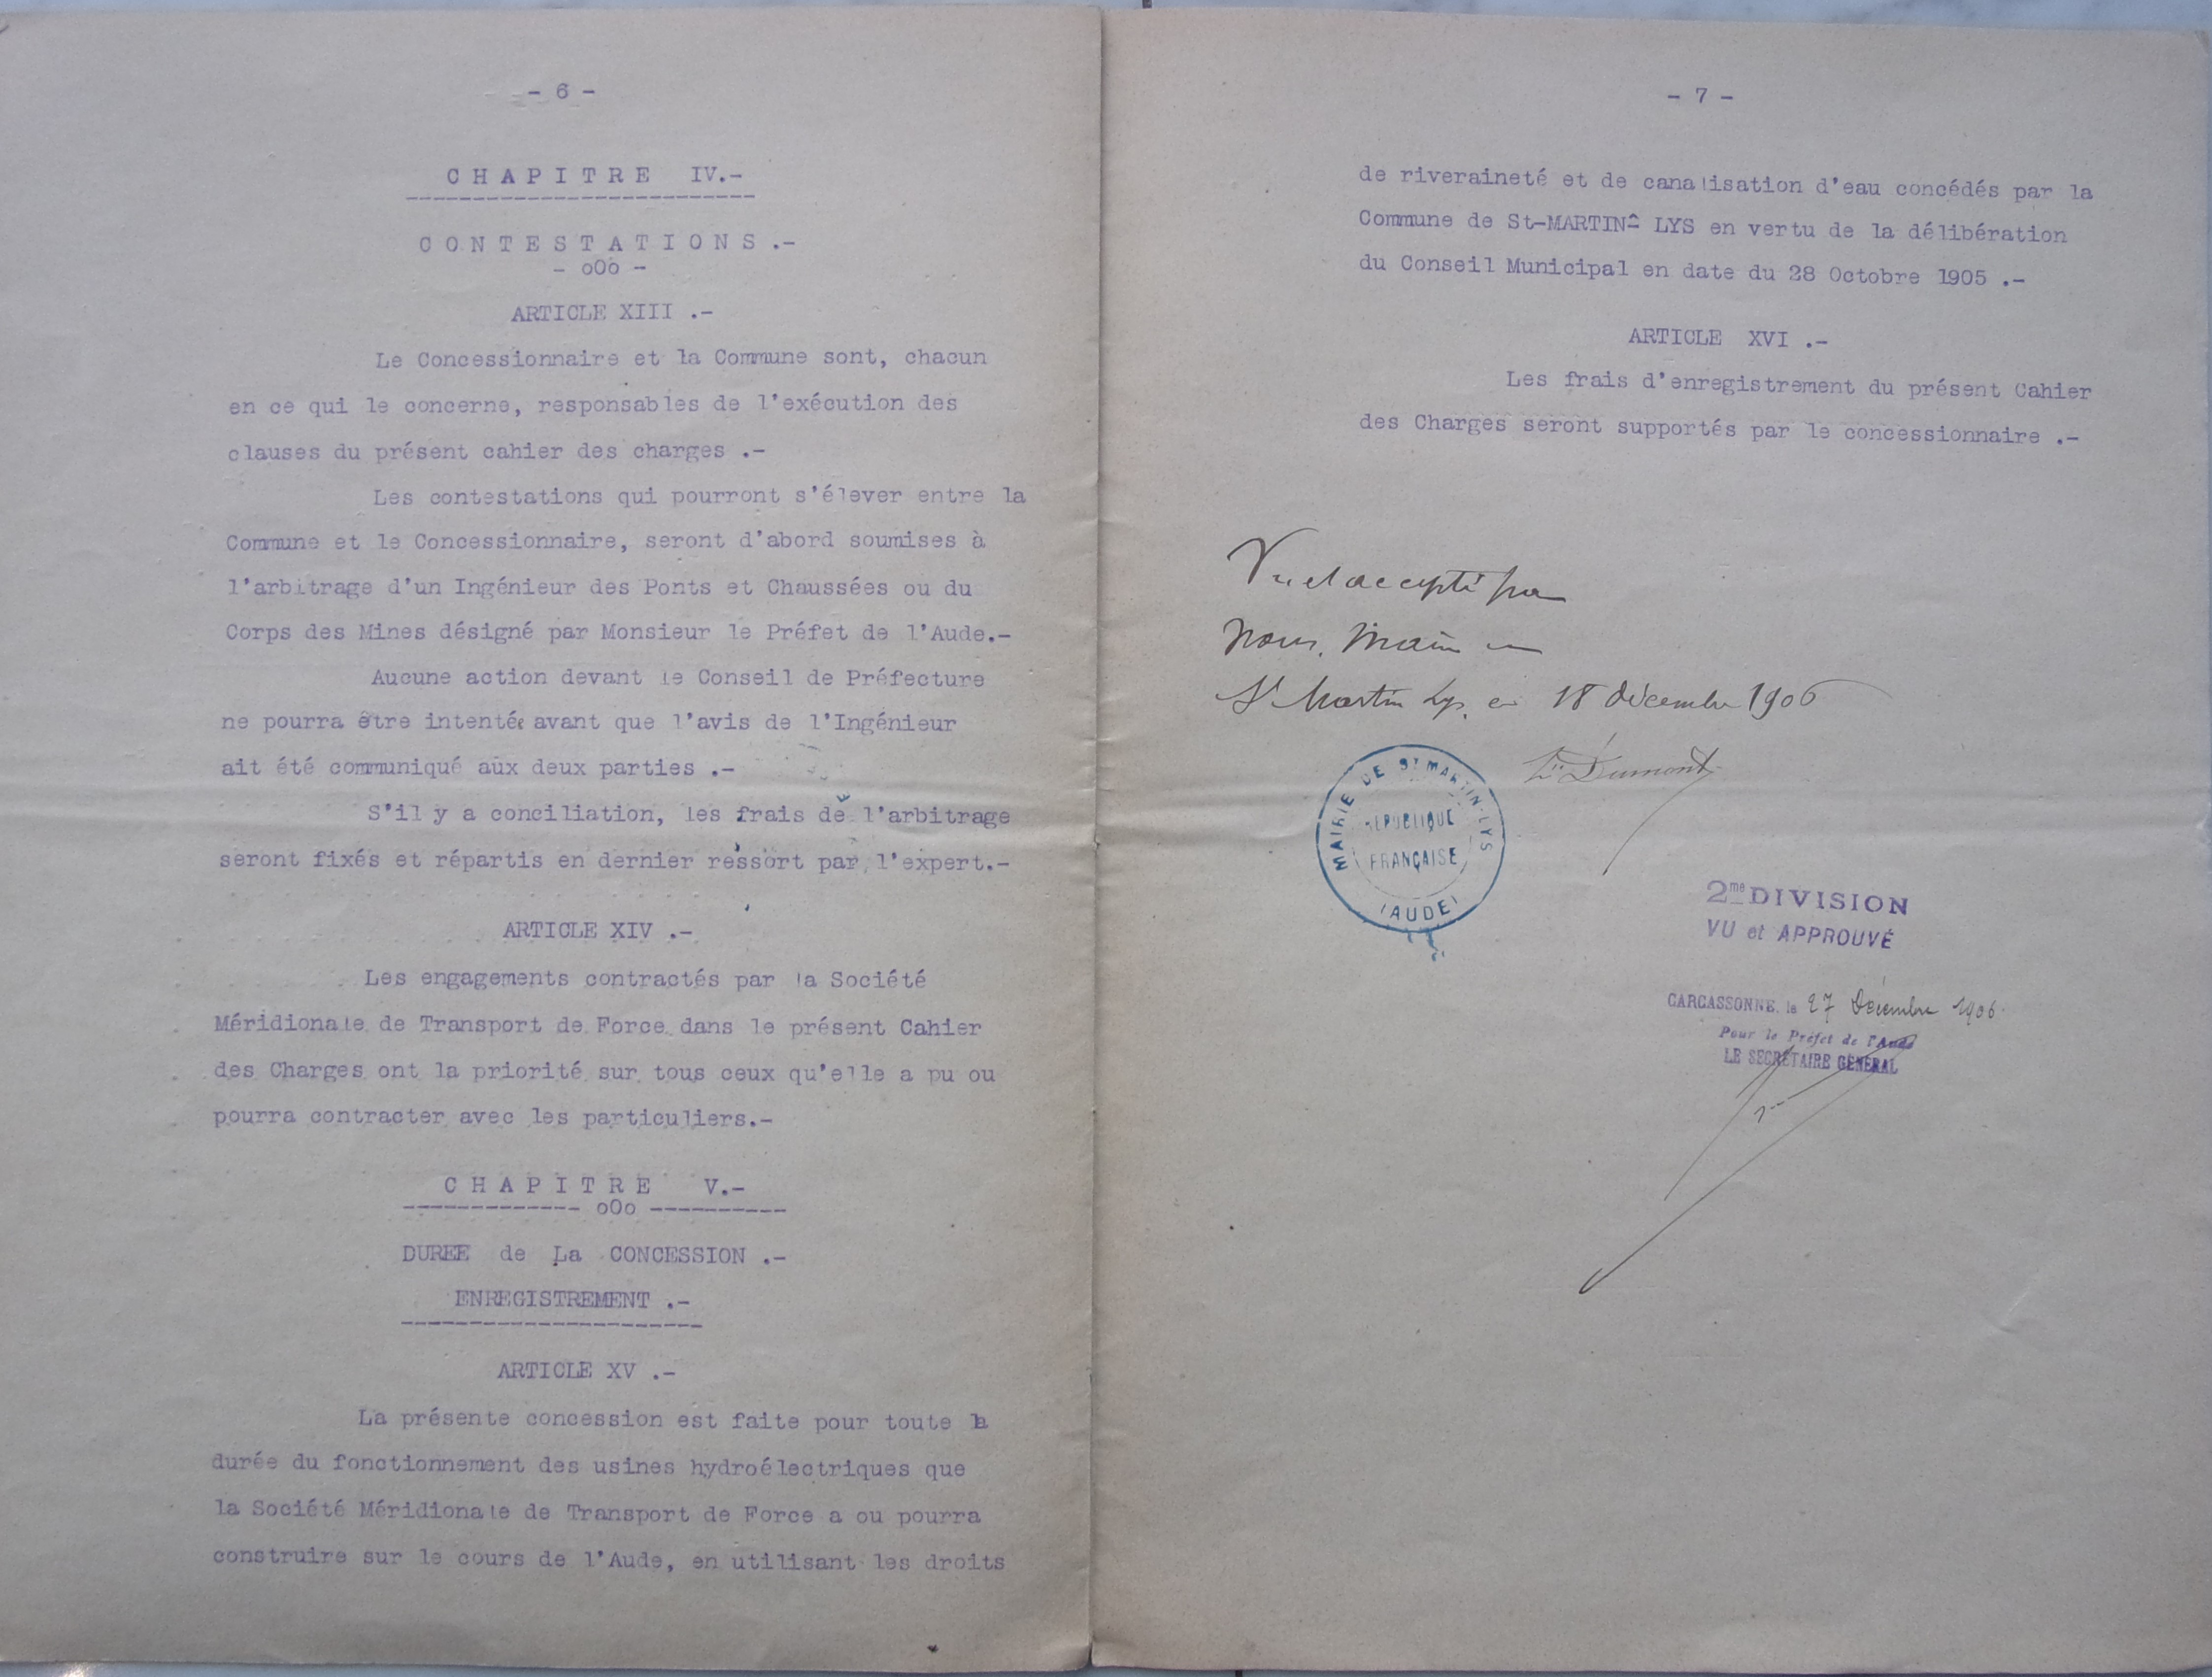 - 6 -
CHAPITRE IV.-
CONTESTATIONS.-
- oOo -
ARTICLE XIII .-
Le Concessionnaire et la Commune sont, chacun
en ce qui le concerne, responsables de l'exécution des
clauses du présent cahier des charges .-
Les contestations qui pourront s'élever entre la
Commune et le Concessionnaire, seront d'abord soumises à
l'arbitrage d'un Ingénieur des Ponts et Chaussées ou du
Corps des Mines désigné par Monsieur le Préfet de l'Aude.-
Aucune action devant le Conseil de Préfecture
ne pourra être intentée avant que l'avis de l'Ingénieur
ait été communiqué aux deux parties .-
S'il y a conciliation, les frais de l'arbitrage
seront fixés et répartis en dernier ressort par l'expert.-
ARTICLE XIV .-
Les engagements contractés par la Société
Méridionale de Transport de Force dans le présent Cahier
des Charges ont la priorité sur tous ceux qu'elle a pu ou
pourra contracter avec les particuliers.-
CHAPITRE V.-
oOo
DUREE de La CONCESSION .-
ENREGISTREMENT .-
ARTICLE XV .-
La présente concession est faite pour toute la
durée du fonctionnement des usines hydroélectriques que
la Société Méridionale de Transport de Force a ou pourra
construire sur le cours de l'Aude, en utilisant les droits
- 7 -
de riveraineté et de canalisation d'eau concédés par la
Commune de St-MARTIN- LYS en vertu de la délibération
du Conseil Municipal en date du 28 Octobre 1905 .-
ARTICLE XVI .-
Les frais d'enregistrement du présent Cahier
des Charges seront supportés par le concessionnaire .-
Vu et accepté par
Nous, Maire
St Martin Lys, 18 décembre 1906
Dumont
MAIRIE DE ST MARTIN-LYS
RÉPUBLIQUE
FRANÇAISE
(AUDE)
2me DIVISION
VU et APPROUVÉ
CARCASSONNE, le 27 Décembre 1906
Pour le Préfet de l'Aude
LE SECRÉTAIRE GÉNÉRAL